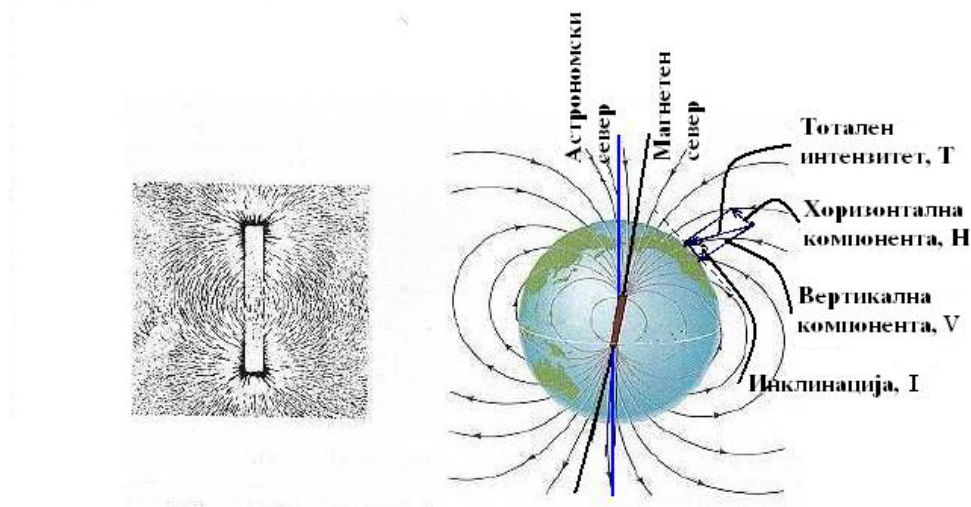 Астрономски
север
Магнетен
север
Тотален
интензитет, Т
Хоризонтална
компонента, Н
Вертикална
компонента, V
Инклинација, I